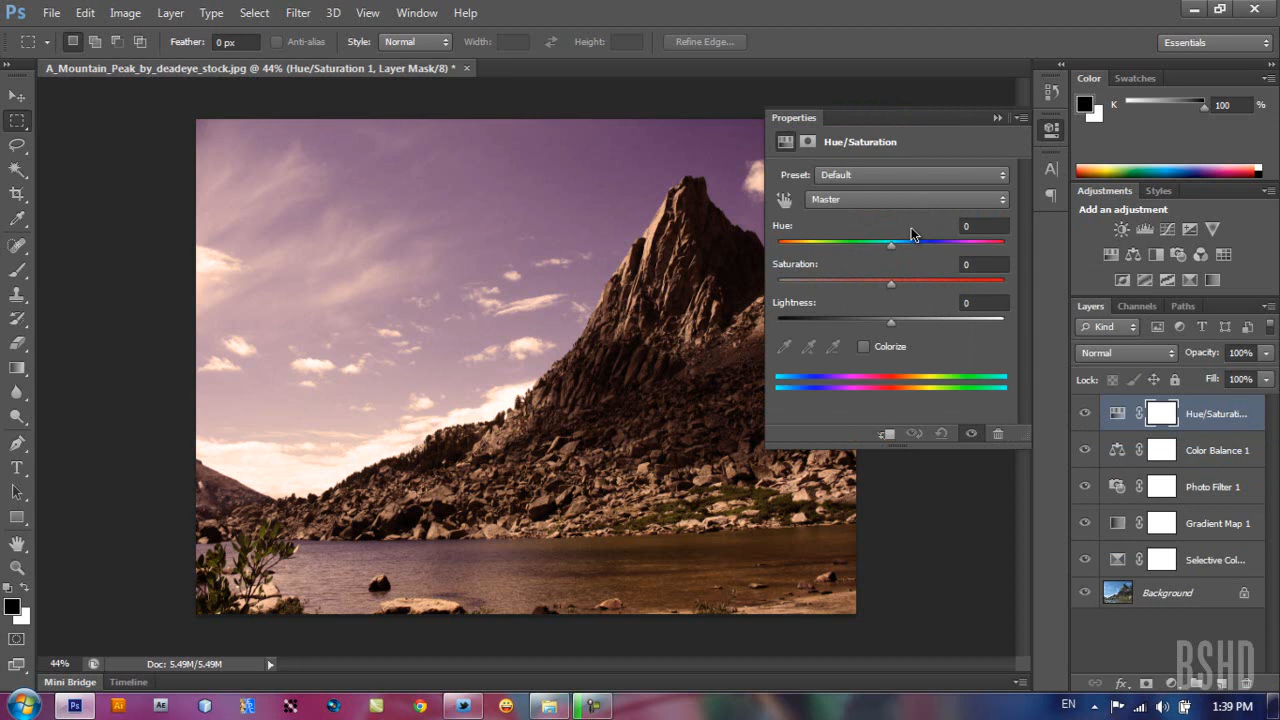 Ps File Edit Image Layer Type Select Filter 3D View Window Help
Feather: 0 px Anti-alias Style: Normal Width: Height: Refine Edge... Essentials
A_Mountain_Peak_by_deadeye_stock.jpg @ 44% (Hue/Saturation 1, Layer Mask/8) * ×
Color Swatches
K 100 %
Properties
Hue/Saturation
Preset: Default
Master
Hue: 0
Saturation: 0
Lightness: 0
Colorize
Adjustments Styles
Add an adjustment
Layers Channels Paths
Kind
Normal Opacity: 100%
Lock: Fill: 100%
Hue/Saturati...
Color Balance 1
Photo Filter 1
Gradient Map 1
Selective Col...
Background
BSHD
44% Doc: 5.49M/5.49M
Mini Bridge Timeline
Ps Ai EN 1:39 PM